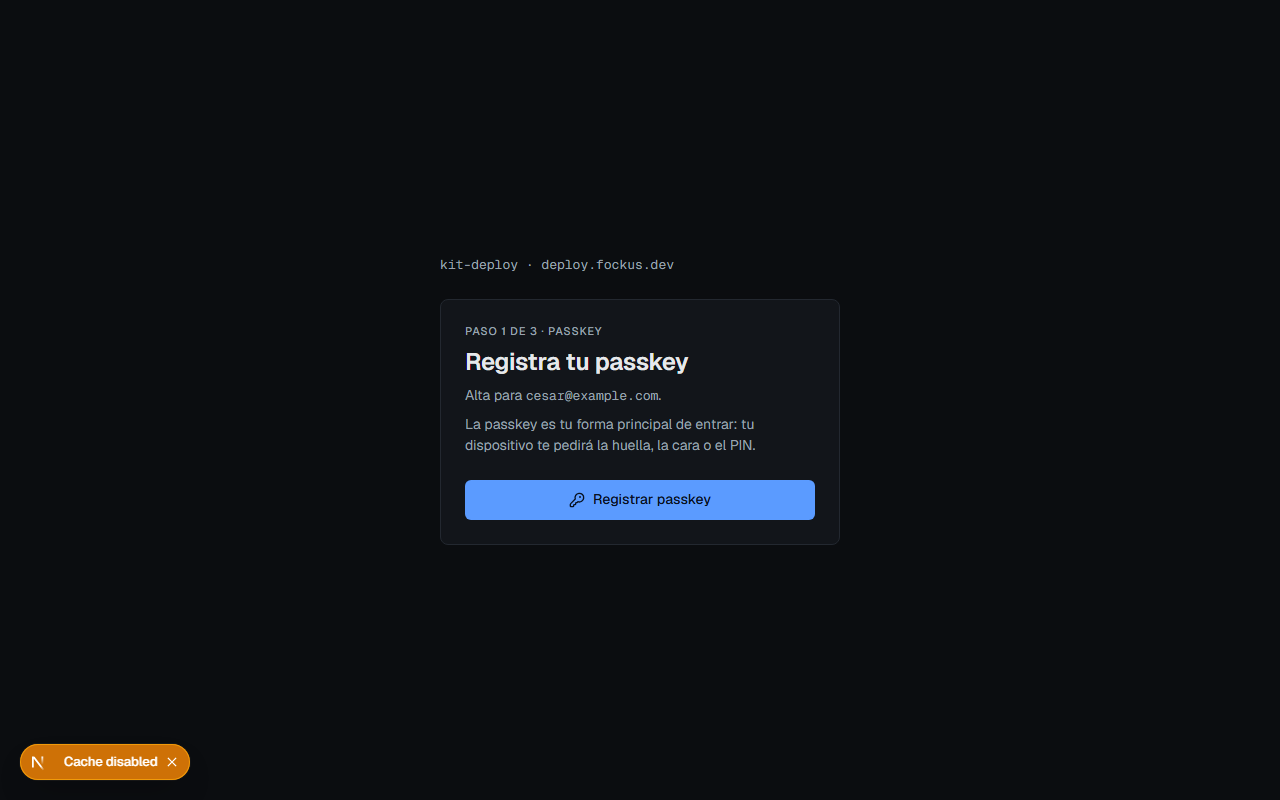 kit-deploy · deploy.fockus.dev
PASO 1 DE 3 · PASSKEY
Registra tu passkey
Alta para cesar@example.com.
La passkey es tu forma principal de entrar: tu
dispositivo te pedirá la huella, la cara o el PIN.
Registrar passkey
Cache disabled